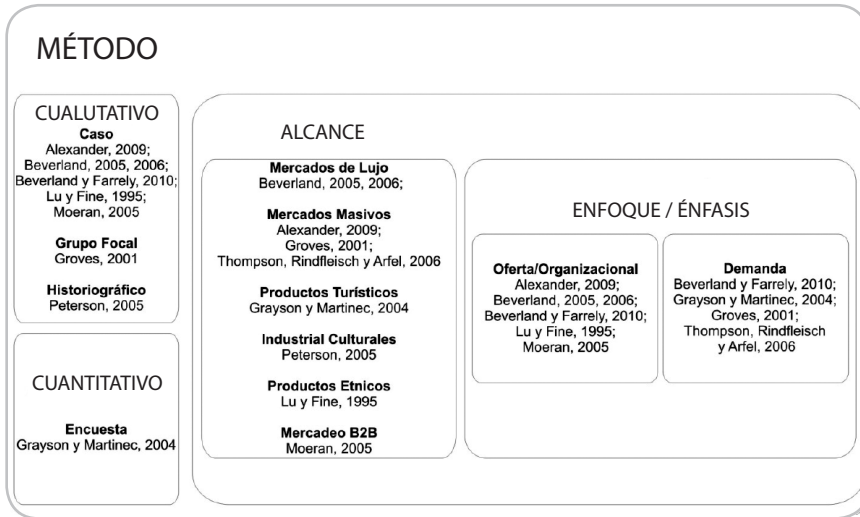 MÉTODO
CUALUTATIVO
Caso
Alexander, 2009;
Beverland, 2005, 2006;
Beverland y Farrely, 2010;
Lu y Fine, 1995;
Moeran, 2005
Grupo Focal
Groves, 2001
Historiográfico
Peterson, 2005
CUANTITATIVO
Encuesta
Grayson y Martinec, 2004
ALCANCE
Mercados de Lujo
Beverland, 2005, 2006;
Mercados Masivos
Alexander, 2009;
Groves, 2001;
Thompson, Rindfleisch y Arfel, 2006
Productos Turísticos
Grayson y Martinec, 2004
Industrial Culturales
Peterson, 2005
Productos Etnicos
Lu y Fine, 1995
Mercadeo B2B
Moeran, 2005
ENFOQUE / ÉNFASIS
Oferta/Organizacional
Alexander, 2009;
Beverland, 2005, 2006;
Beverland y Farrely, 2010;
Lu y Fine, 1995;
Moeran, 2005
Demanda
Beverland y Farrely, 2010;
Grayson y Martinec, 2004;
Groves, 2001;
Thompson, Rindfleisch
y Arfel, 2006